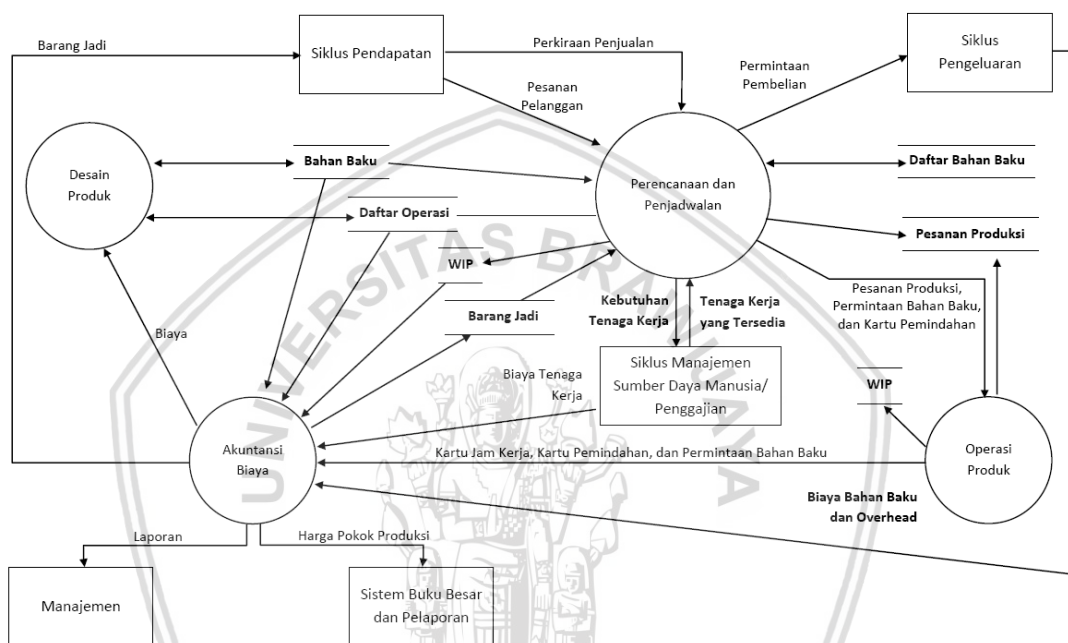 Barang Jadi
Siklus Pendapatan
Perkiraan Penjualan
Pesanan
Pelanggan
Permintaan
Pembelian
Siklus
Pengeluaran
Desain
Produk
Bahan Baku
Daftar Operasi
WIP
Barang Jadi
Perencanaan dan
Penjadwalan
Daftar Bahan Baku
Pesanan Produksi
Pesanan Produksi,
Permintaan Bahan Baku,
dan Kartu Pemindahan
Kebutuhan
Tenaga Kerja
Tenaga Kerja
yang Tersedia
Biaya
Biaya Tenaga
Kerja
Siklus Manajemen
Sumber Daya Manusia/
Penggajian
WIP
Akuntansi
Biaya
Kartu Jam Kerja, Kartu Pemindahan, dan Permintaan Bahan Baku
Operasi
Produk
Biaya Bahan Baku
dan Overhead
Laporan
Harga Pokok Produksi
Manajemen
Sistem Buku Besar
dan Pelaporan
UNIVERSITAS BRAWIJAYA